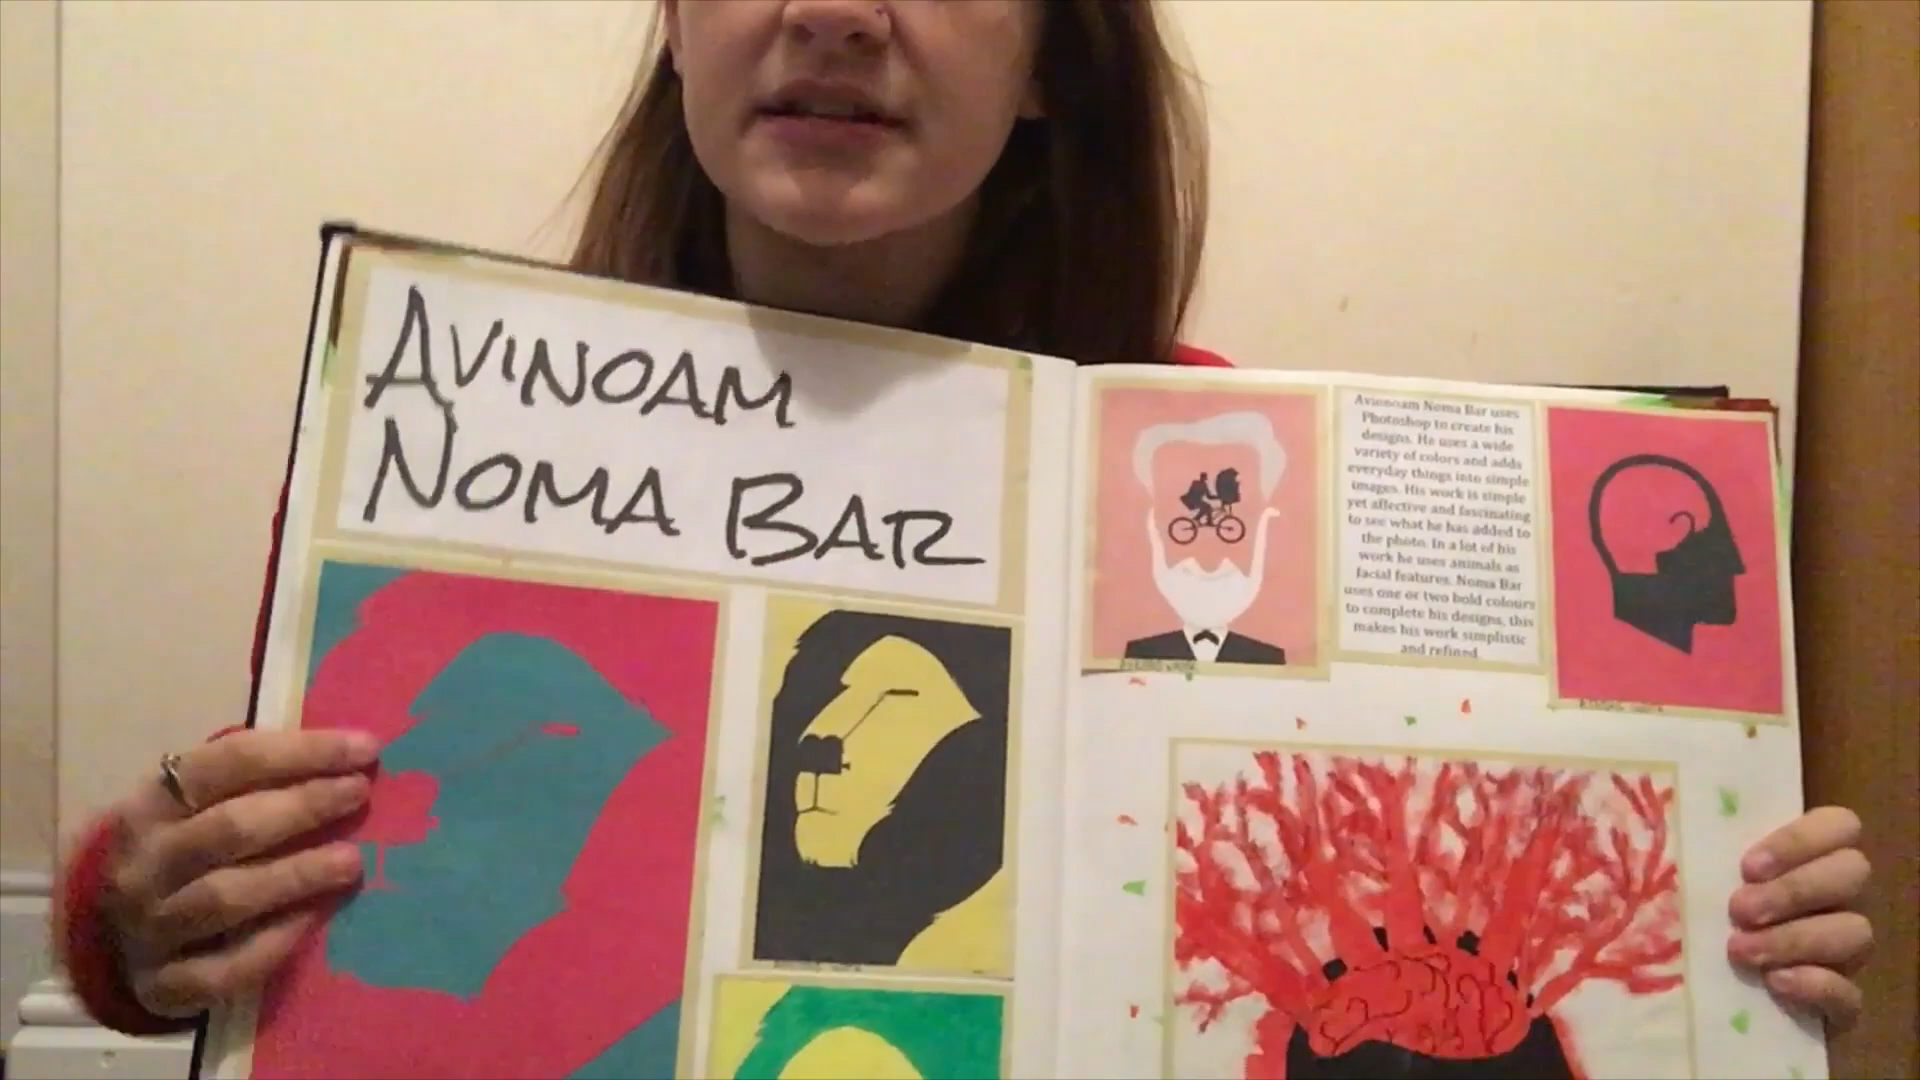 AVINOAM
NOMA BAR
Avionoam Noma Bar uses
Photoshop to create his
designs. He uses a wide
variety of colors and adds
everyday things into simple
images. His work is simple
yet affective and fascinating
to see what he has added to
the photo. In a lot of his
work he uses animals as
facial features. Noma Bar
uses one or two bold colours
to complete his designs, this
makes his work simplistic
and refined